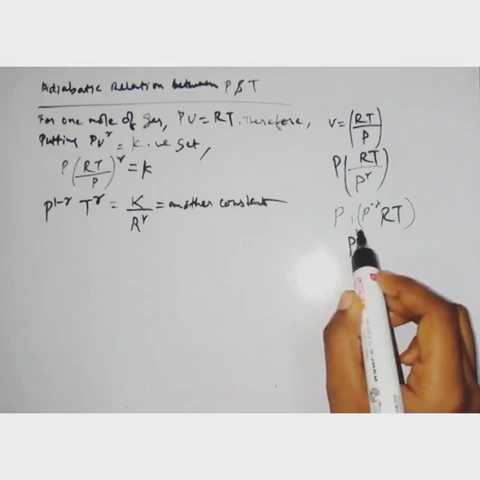 Adiabatic Relation between P & T
For one mole of gas, PV = RT. Therefore, V = (RT/P)
Putting PV^γ = K. we get,
P(RT/P)^γ = K
P^1-γ T^γ = K/R^γ = another constant
P(RT/P^γ)
P.(P^-γ RT)
P